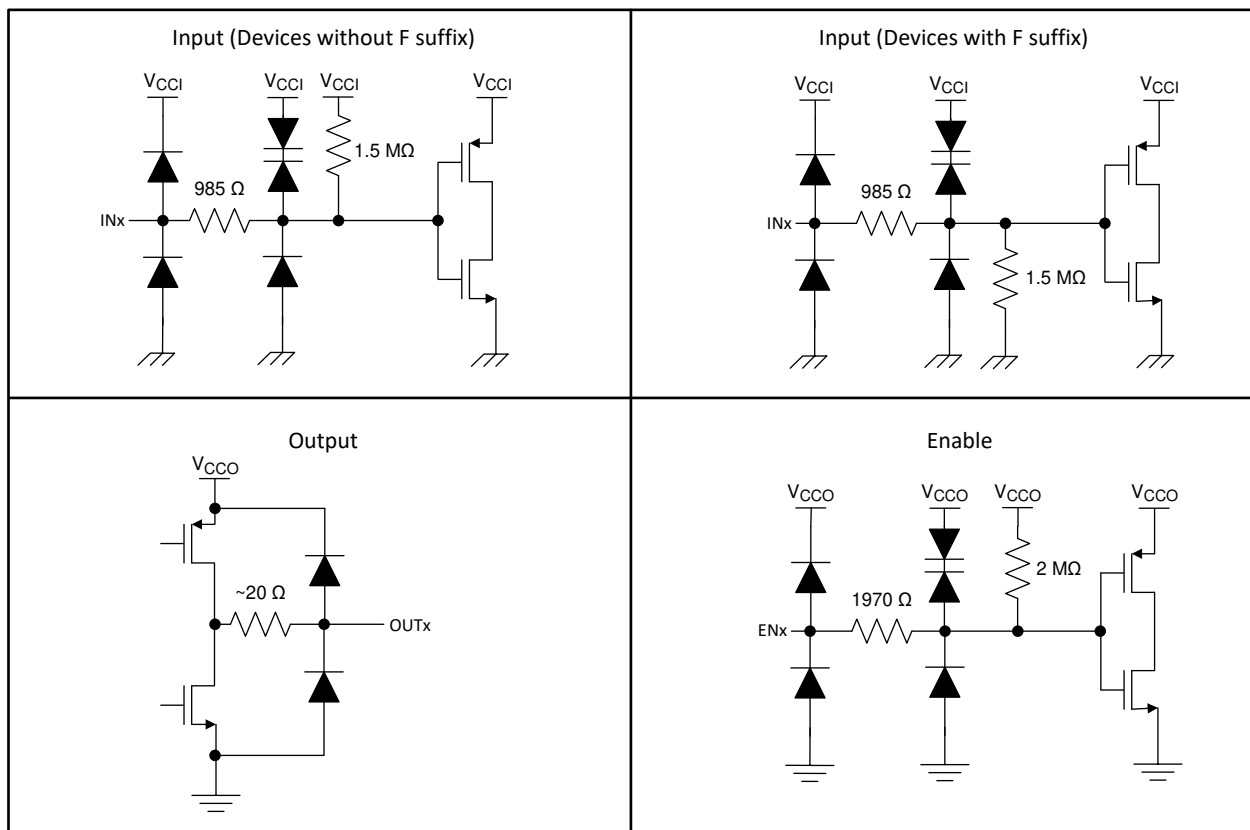 Input (Devices without F suffix)
VCCI
VCCI
VCCI
VCCI
1.5 MΩ
985 Ω
INx
Input (Devices with F suffix)
VCCI
VCCI
VCCI
985 Ω
INx
1.5 MΩ
Output
VCCO
~20 Ω
OUTx
Enable
VCCO
VCCO
VCCO
VCCO
2 MΩ
1970 Ω
ENx